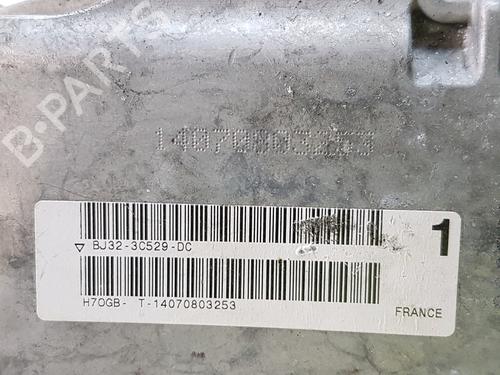 B-PARTS
14070803253
BJ32-3C529-DC
1
H7OGB- T-14070803253
FRANCE